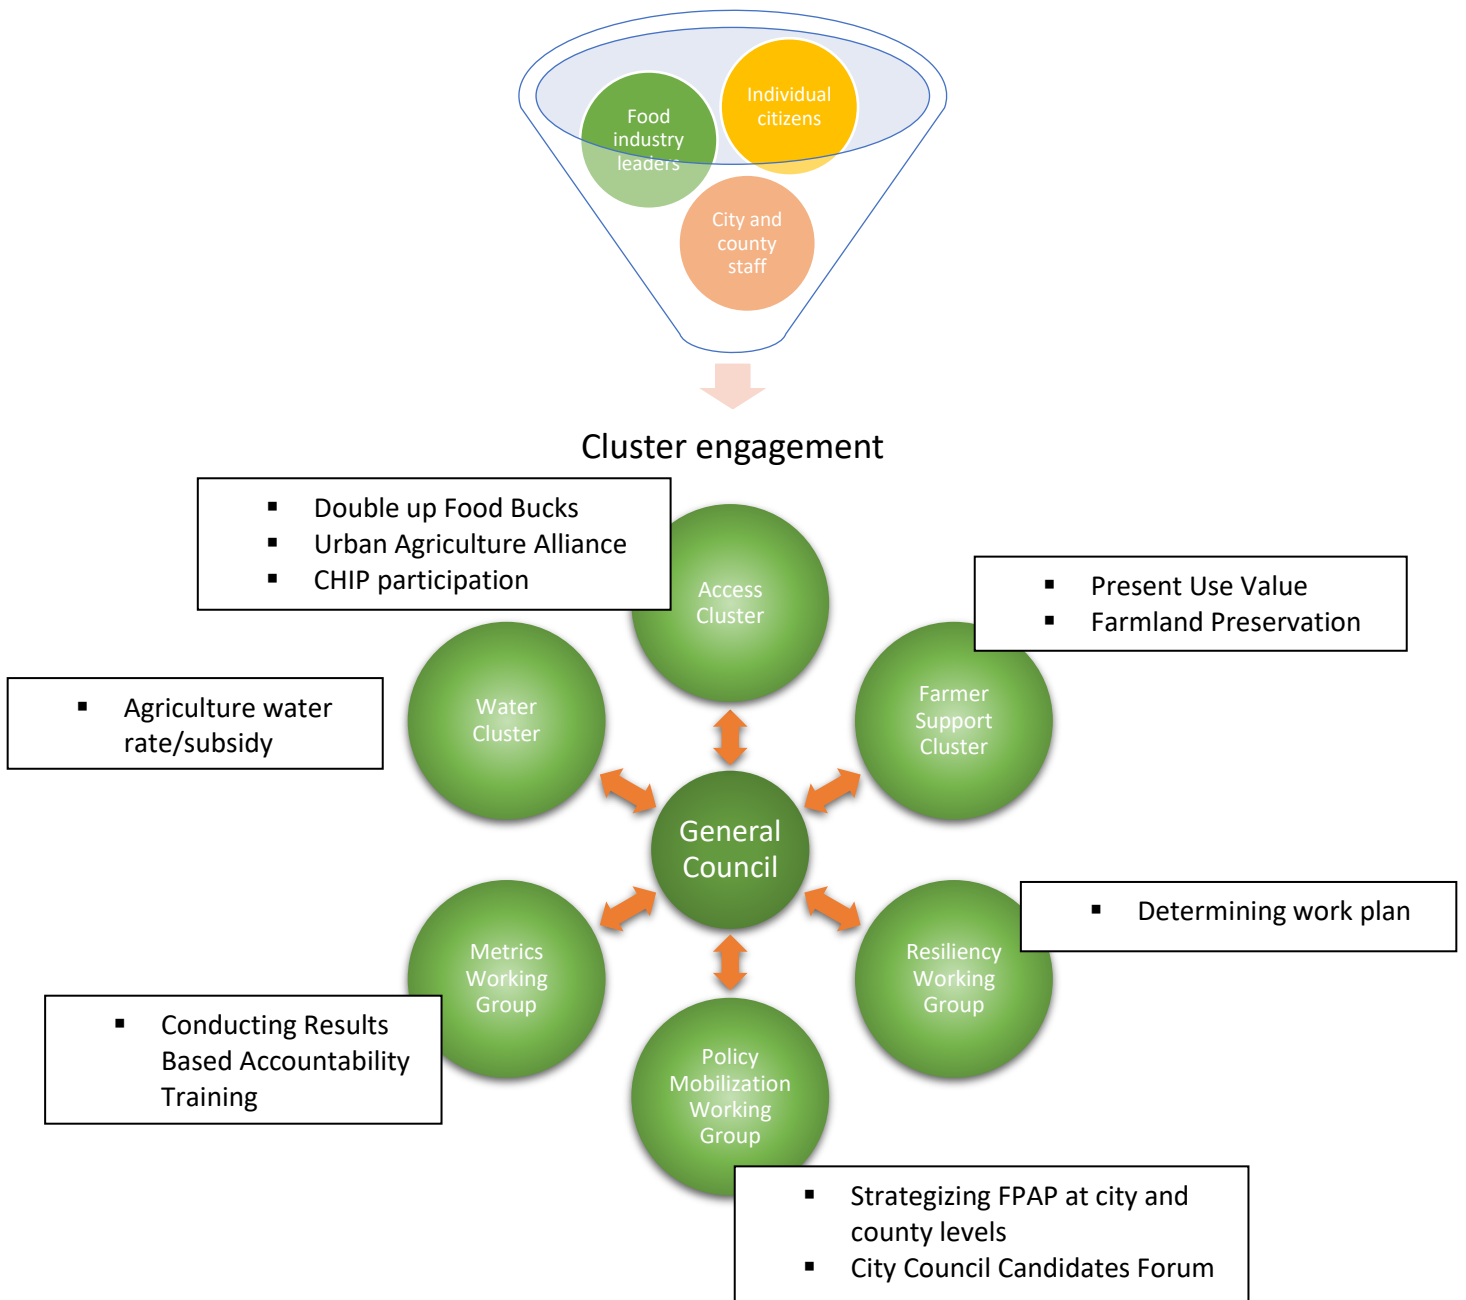 Individual
citizens
Food
industry
leaders
City and
county
staff
Cluster engagement
▪ Double up Food Bucks
▪ Urban Agriculture Alliance
▪ CHIP participation
Access
Cluster
▪ Present Use Value
▪ Farmland Preservation
Farmer
Support
Cluster
Water
Cluster
▪ Agriculture water
rate/subsidy
General
Council
▪ Determining work plan
Resiliency
Working
Group
Metrics
Working
Group
▪ Conducting Results
Based Accountability
Training
Policy
Mobilization
Working
Group
▪ Strategizing FPAP at city and
county levels
▪ City Council Candidates Forum